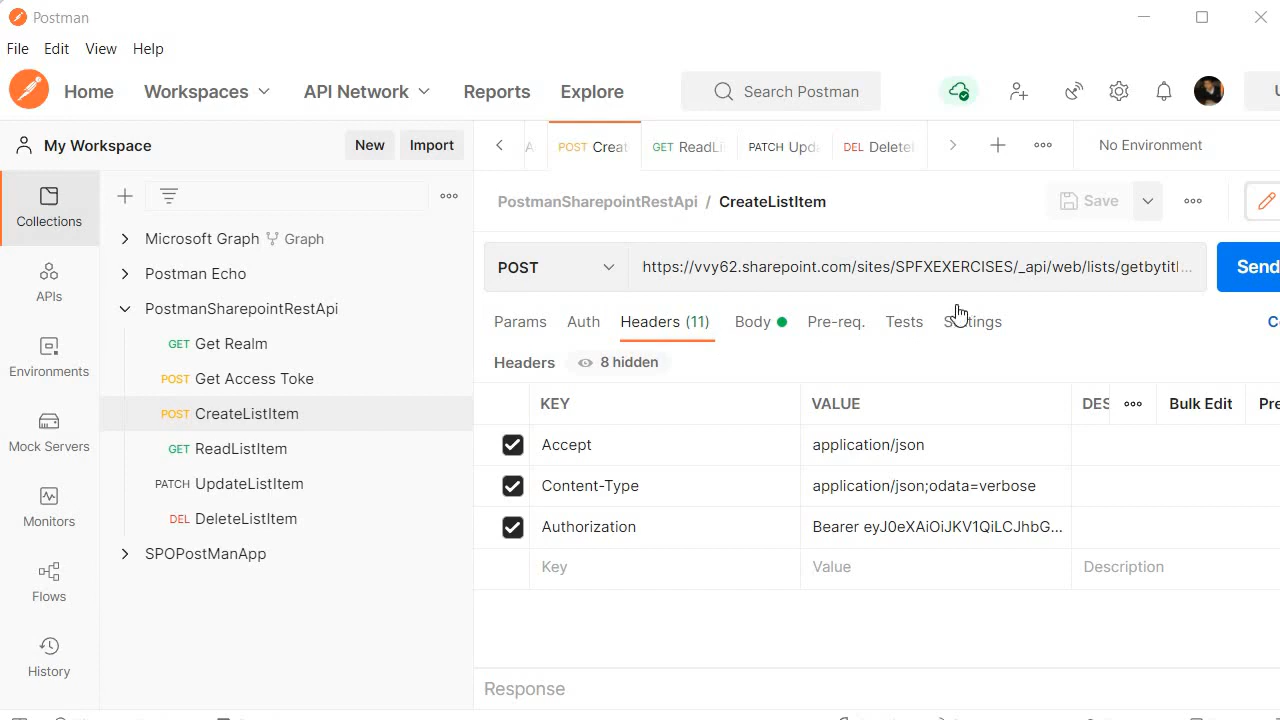 Postman
File Edit View Help
Home Workspaces API Network Reports Explore Search Postman
My Workspace New Import
POST Creat GET ReadLi PATCH Upda DEL DeleteI No Environment
Collections
APIs
Environments
Mock Servers
Monitors
Flows
History
Microsoft Graph Graph
Postman Echo
PostmanSharepointRestApi
GET Get Realm
POST Get Access Toke
POST CreateListItem
GET ReadListItem
PATCH UpdateListItem
DEL DeleteListItem
SPOPostManApp
PostmanSharepointRestApi / CreateListItem Save
POST https://vvy62.sharepoint.com/sites/SPFXEXERCISES/_api/web/lists/getbytitl... Send
Params Auth Headers (11) Body Pre-req. Tests Settings
Headers 8 hidden
KEY VALUE DES Bulk Edit Pre
Accept application/json
Content-Type application/json;odata=verbose
Authorization Bearer eyJ0eXAiOiJKV1QiLCJhbG...
Key Value Description
Response